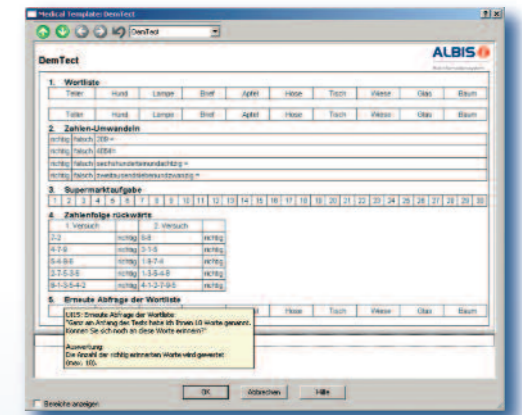 Medical Template: DemTect
DemTect
ALBIS
DemTect
1. Wortliste
Teller Hund Lampe Brief Apfel Hose Tisch Wiese Glas Baum
Teller Hund Lampe Brief Apfel Hose Tisch Wiese Glas Baum
2. Zahlen-Umwandeln
richtig falsch 209 =
richtig falsch 4054=
richtig falsch sechshunderteinundachtzig =
richtig falsch zweitausendsiebenundzwanzig =
3. Supermarktaufgabe
1 2 3 4 5 6 7 8 9 10 11 12 13 14 15 16 17 18 19 20 21 22 23 24 25 26 27 28 29 30
4. Zahlenfolge rückwärts
1. Versuch 2. Versuch
7-2 richtig 8-6 richtig
4-7-9 richtig 3-1-5 richtig
5-4-9-6 richtig 1-9-7-4 richtig
2-7-5-3-6 richtig 1-3-5-4-8 richtig
8-1-3-5-4-2 richtig 4-1-2-7-9-5 richtig
5. Erneute Abfrage der Wortliste
Hose Tisch Wiese Glas Baum
Erneute Abfrage der Wortliste:
"Ganz am Anfang des Tests habe ich Ihnen 10 Worte genannt.
Können Sie sich noch an diese Worte erinnern?"
Auswertung:
Die Anzahl der richtig erinnerten Worte wird gewertet
(max. 10).
OK Abbrechen Hilfe
Bereiche anzeigen